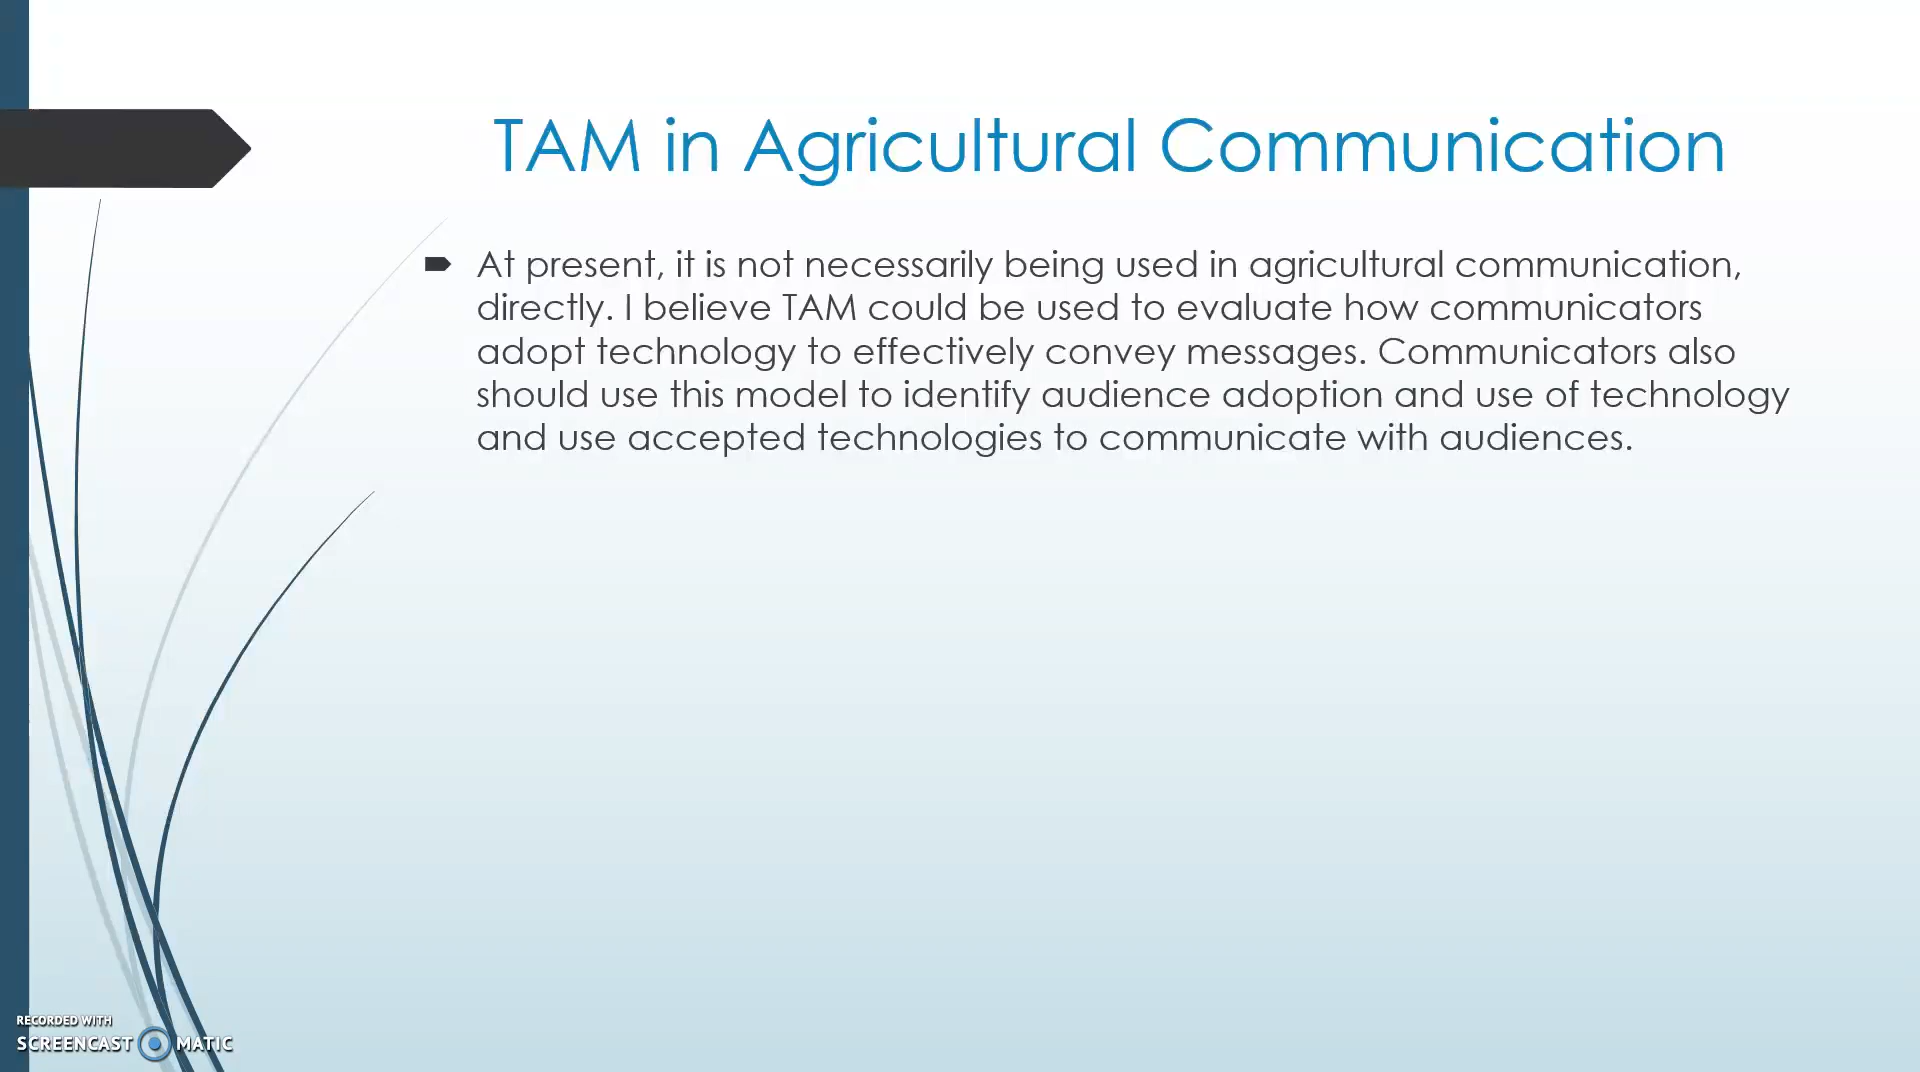 TAM in Agricultural Communication
At present, it is not necessarily being used in agricultural communication,
directly. I believe TAM could be used to evaluate how communicators
adopt technology to effectively convey messages. Communicators also
should use this model to identify audience adoption and use of technology
and use accepted technologies to communicate with audiences.
RECORDED WITH
SCREENCAST MATIC